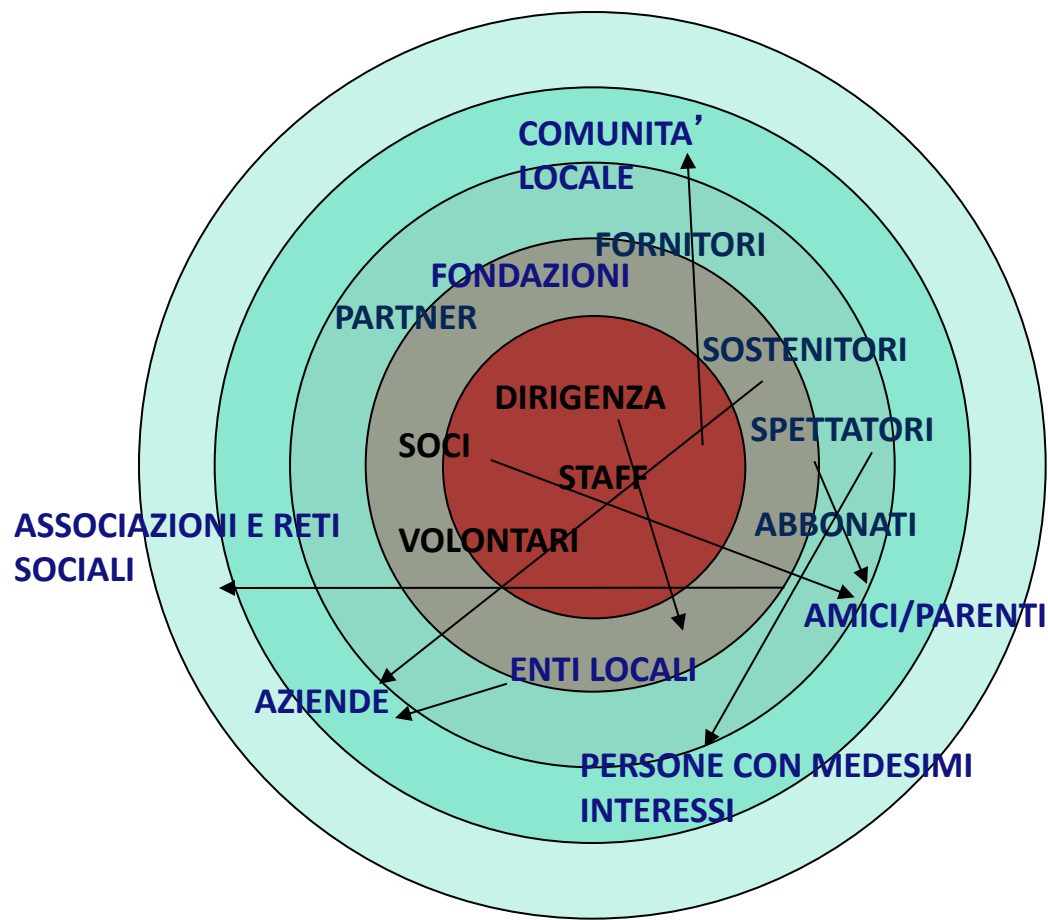 COMUNITA’
LOCALE
FORNITORI
FONDAZIONI
PARTNER
SOSTENITORI
DIRIGENZA
SPETTATORI
SOCI
STAFF
ASSOCIAZIONI E RETI
SOCIALI
ABBONATI
VOLONTARI
AMICI/PARENTI
ENTI LOCALI
AZIENDE
PERSONE CON MEDESIMI
INTERESSI